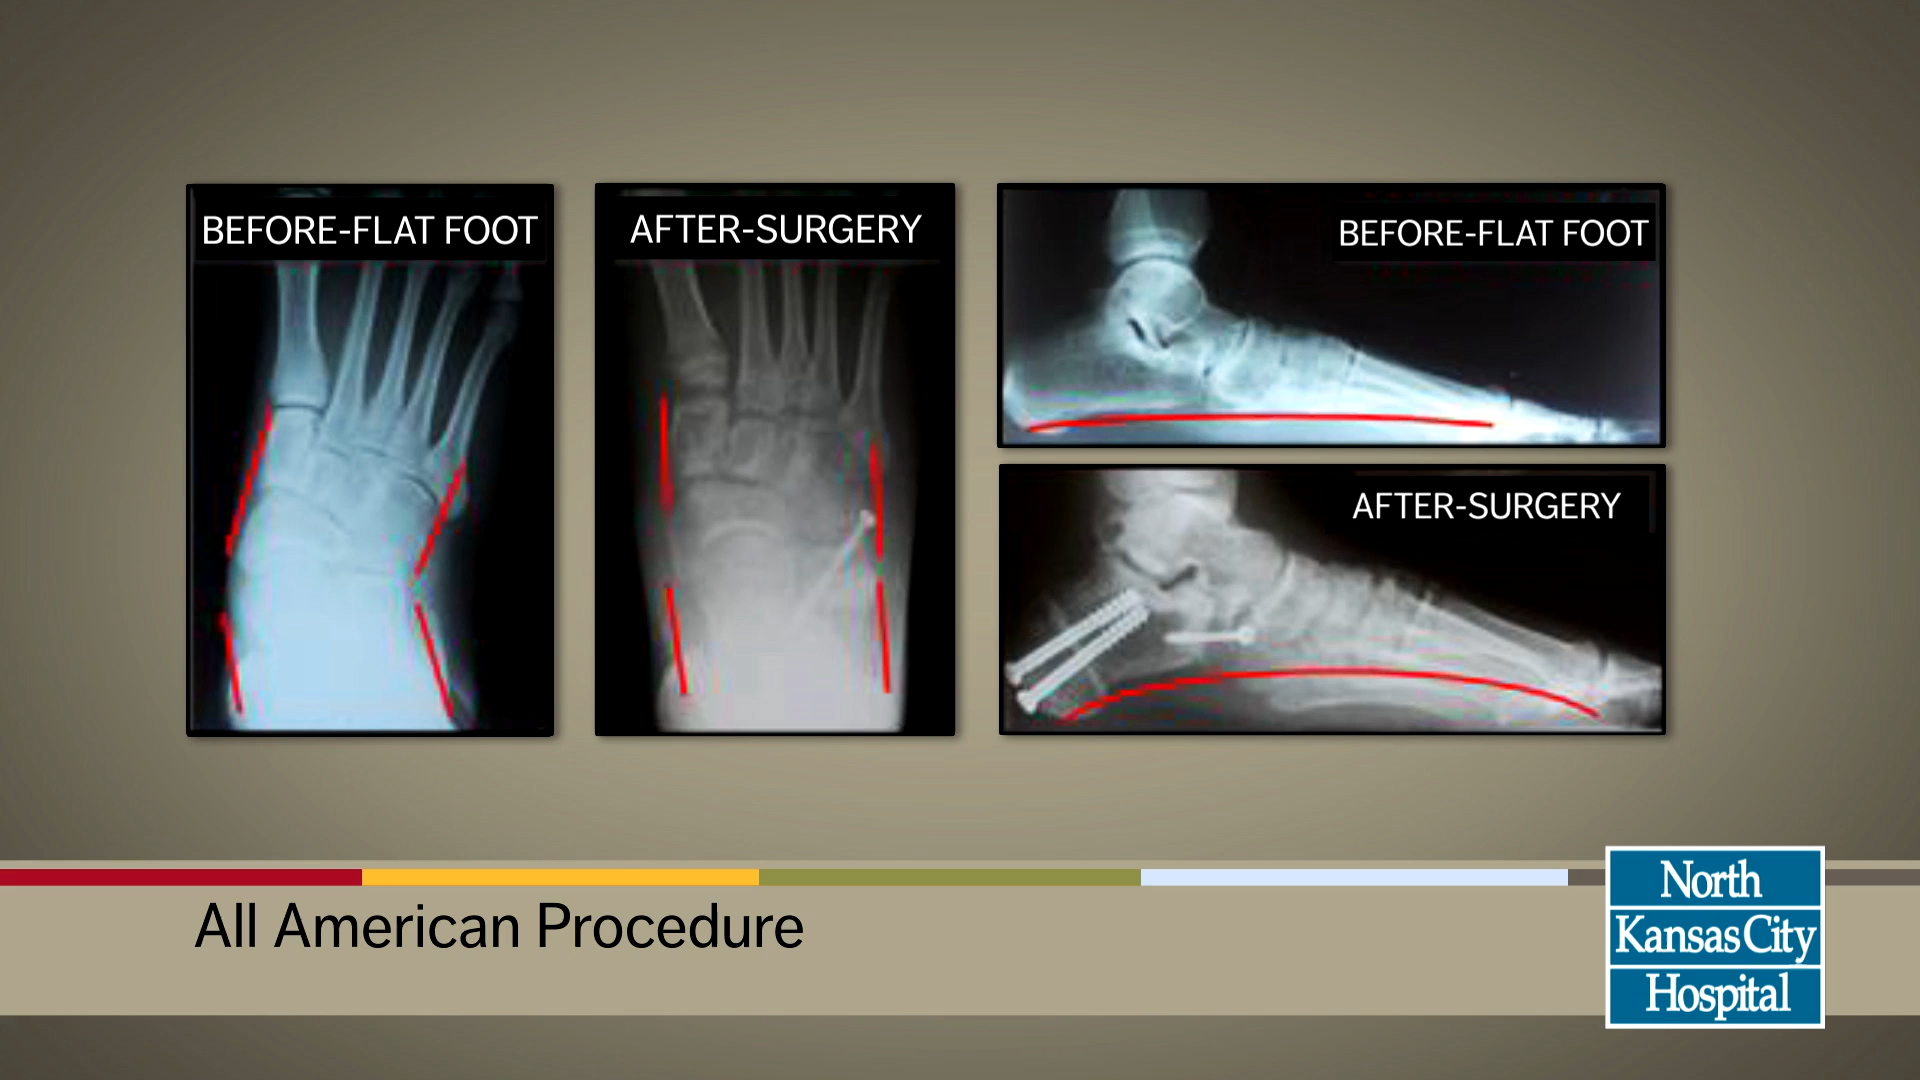 BEFORE-FLAT FOOT
AFTER-SURGERY
BEFORE-FLAT FOOT
AFTER-SURGERY
All American Procedure
North
Kansas City
Hospital